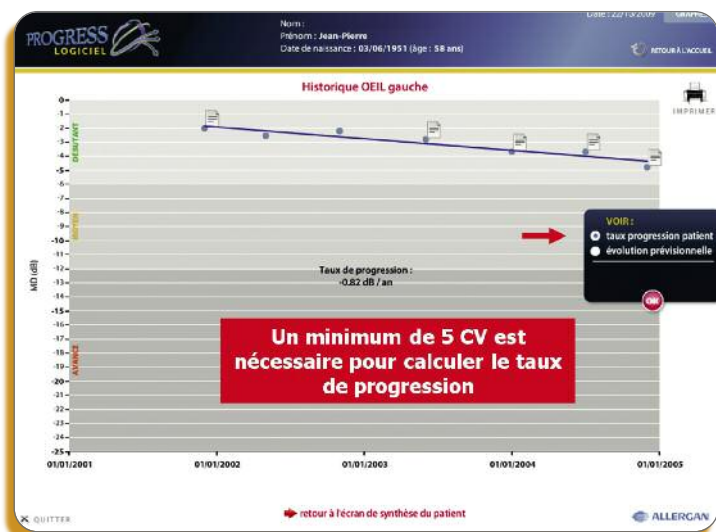 PROGRESS
LOGICIEL
Nom :
Prénom : Jean-Pierre
Date de naissance : 03/06/1951 (âge : 58 ans)
Date : 22/10/2009
RETOUR À L'ACCUEIL
Historique OEIL gauche
IMPRIMER
MD (dB)
DÉBUTANT
MOYEN
AVANCÉ
0
-1
-2
-3
-4
-5
-6
-7
-8
-9
-10
-11
-12
-13
-14
-15
-16
-17
-18
-19
-20
-21
-22
-23
-24
-25
VOIR :
taux progression patient
évolution prévisionnelle
OK
Taux de progression :
-0.82 dB / an
Un minimum de 5 CV est
nécessaire pour calculer le taux
de progression
01/01/2001 01/01/2002 01/01/2003 01/01/2004 01/01/2005
QUITTER
retour à l'écran de synthèse du patient
ALLERGAN